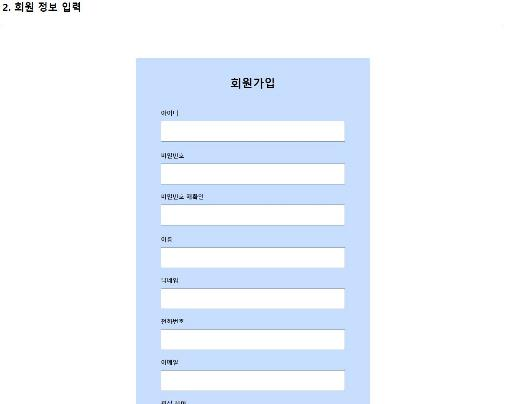 2. 회원 정보 입력
회원가입
아이디
비밀번호
비밀번호 재확인
이름
닉네임
전화번호
이메일